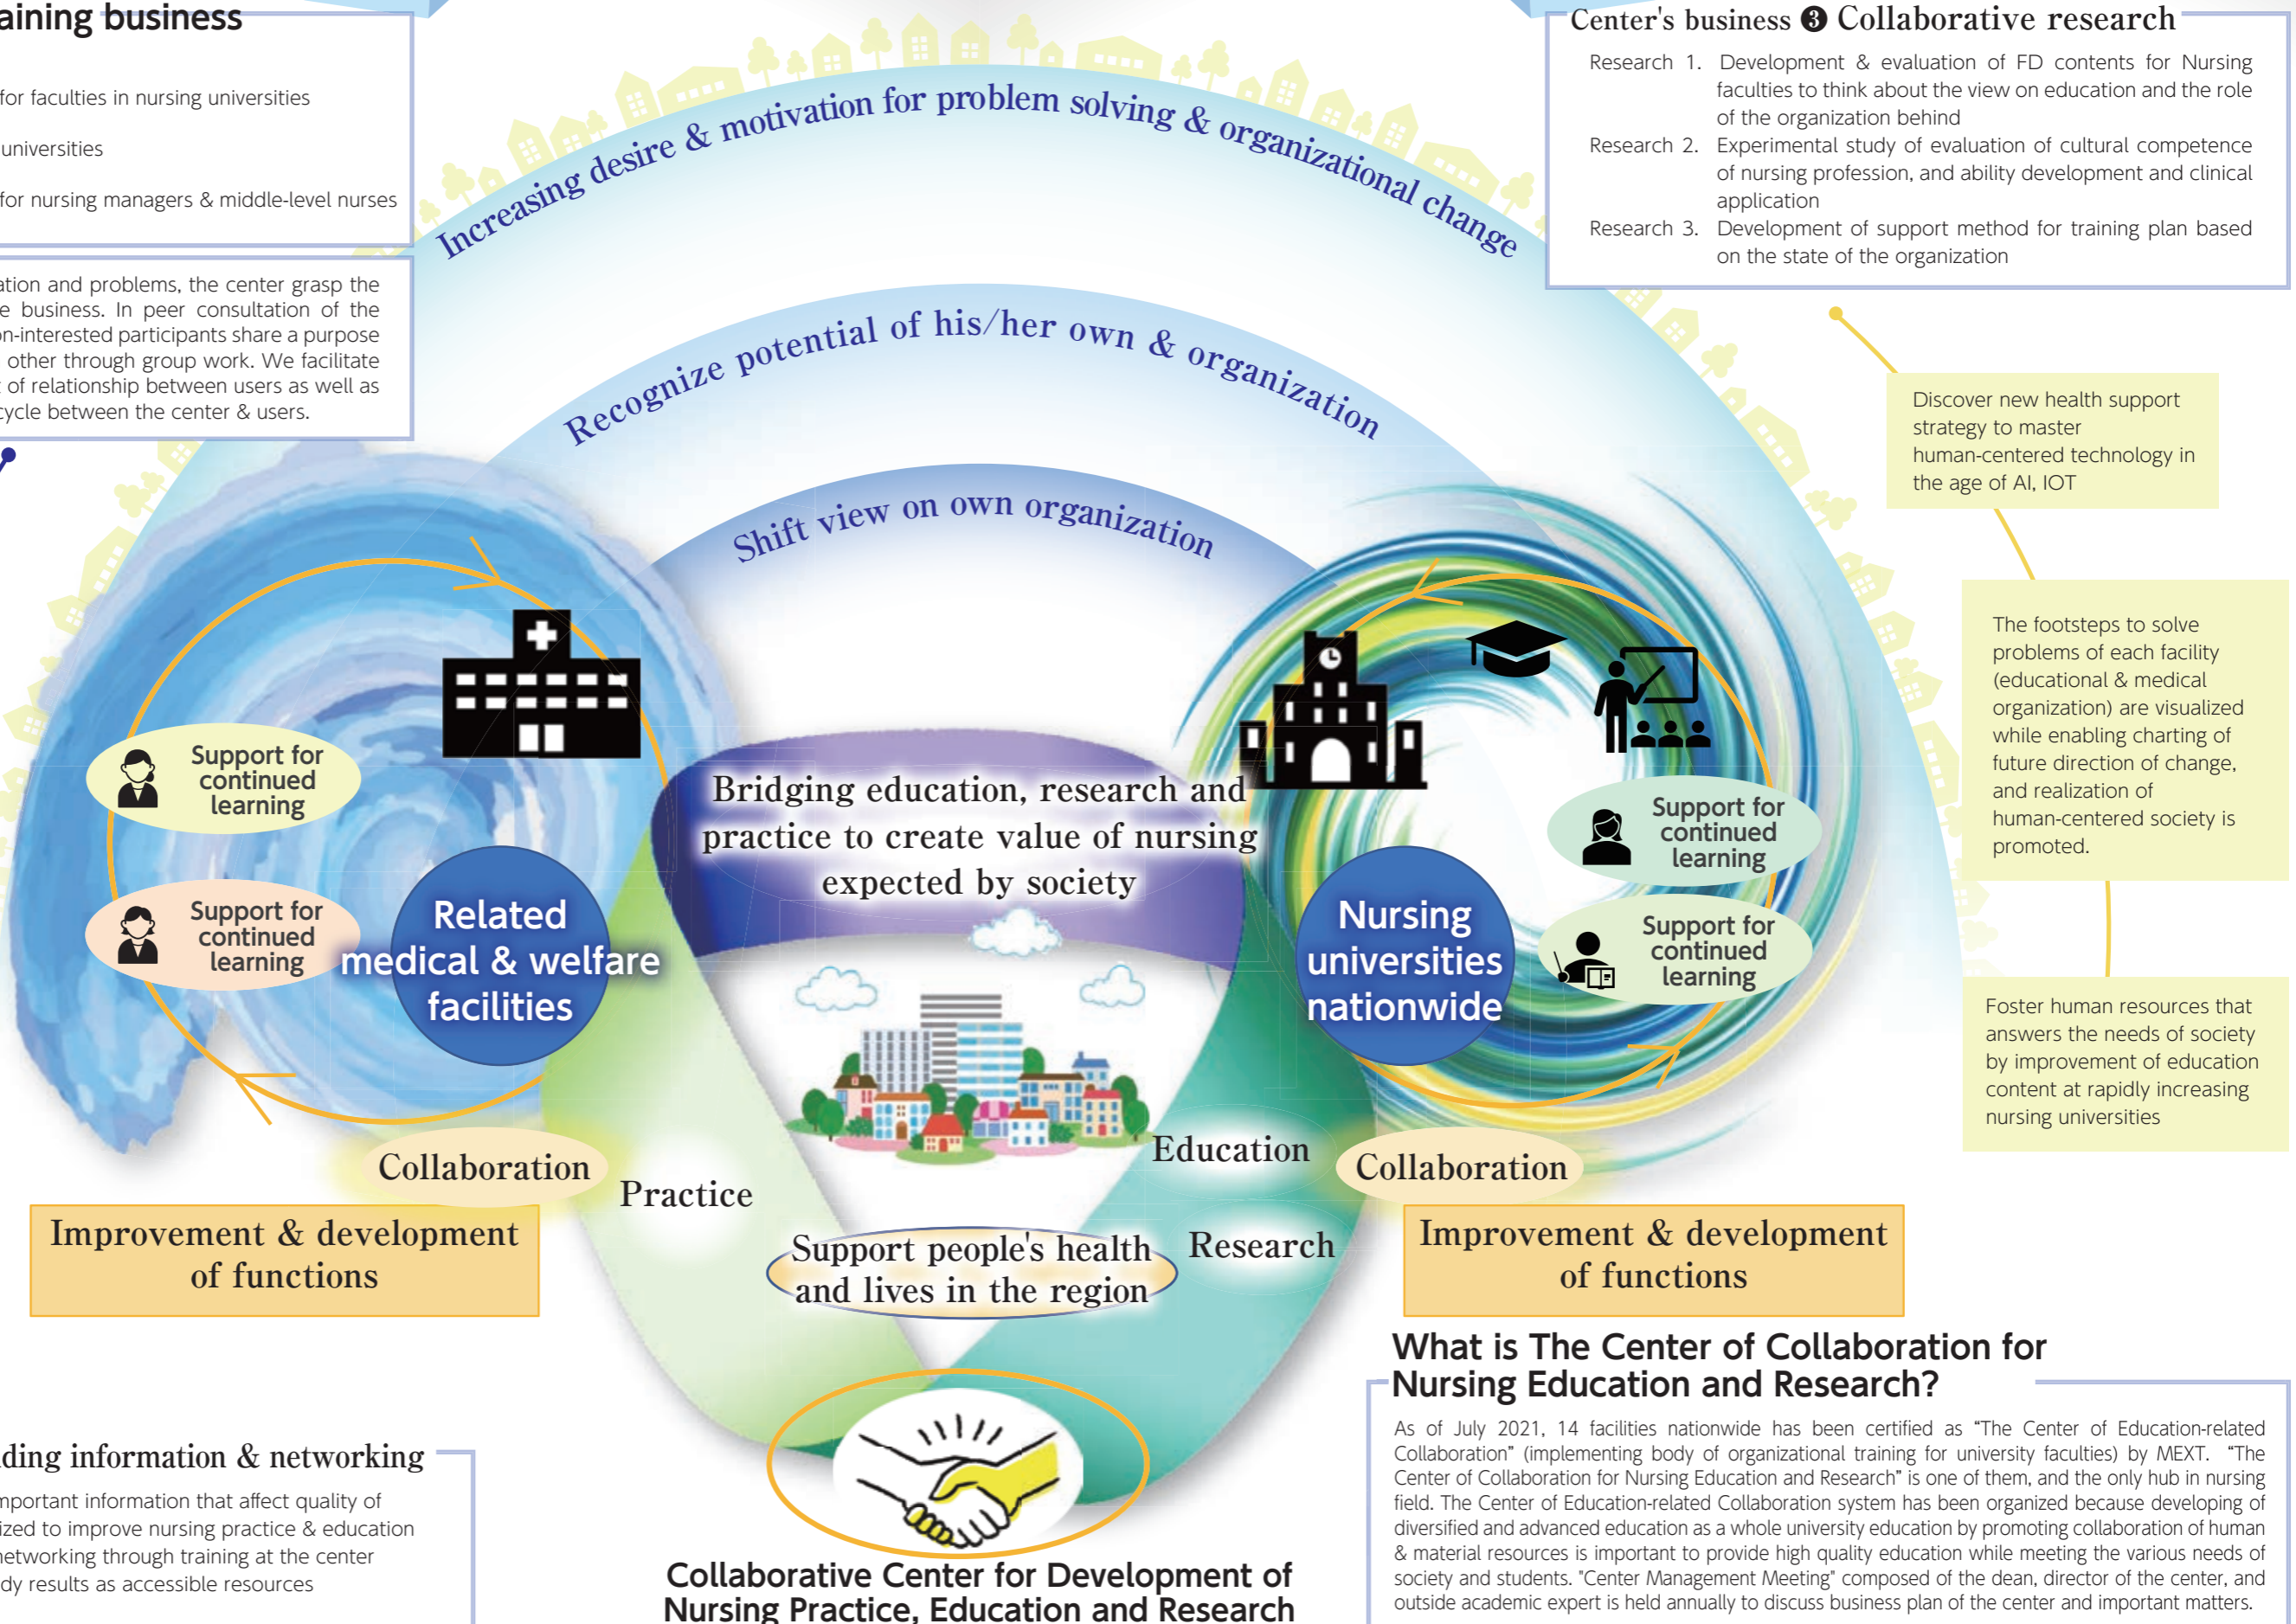 aining business
for faculties in nursing universities
universities
for nursing managers & middle-level nurses
ation and problems, the center grasp the
e business. In peer consultation of the
on-interested participants share a purpose
other through group work. We facilitate
of relationship between users as well as
cycle between the center & users.
Center's business ❸ Collaborative research
Research 1. Development & evaluation of FD contents for Nursing
faculties to think about the view on education and the role
of the organization behind
Research 2. Experimental study of evaluation of cultural competence
of nursing profession, and ability development and clinical
application
Research 3. Development of support method for training plan based
on the state of the organization
Increasing desire & motivation for problem solving & organizational change
Recognize potential of his/her own & organization
Shift view on own organization
Discover new health support
strategy to master
human-centered technology in
the age of AI, IOT
The footsteps to solve
problems of each facility
(educational & medical
organization) are visualized
while enabling charting of
future direction of change,
and realization of
human-centered society is
promoted.
Foster human resources that
answers the needs of society
by improvement of education
content at rapidly increasing
nursing universities
Support for
continued
learning
Support for
continued
learning
Related
medical & welfare
facilities
Bridging education, research and
practice to create value of nursing
expected by society
Nursing
universities
nationwide
Support for
continued
learning
Support for
continued
learning
Collaboration
Practice
Education
Research
Collaboration
Improvement & development
of functions
Support people's health
and lives in the region
Improvement & development
of functions
ding information & networking
mportant information that affect quality of
ized to improve nursing practice & education
networking through training at the center
dy results as accessible resources
Collaborative Center for Development of
Nursing Practice, Education and Research
What is The Center of Collaboration for
Nursing Education and Research?
As of July 2021, 14 facilities nationwide has been certified as “The Center of Education-related
Collaboration” (implementing body of organizational training for university faculties) by MEXT. “The
Center of Collaboration for Nursing Education and Research” is one of them, and the only hub in nursing
field. The Center of Education-related Collaboration system has been organized because developing of
diversified and advanced education as a whole university education by promoting collaboration of human
& material resources is important to provide high quality education while meeting the various needs of
society and students. "Center Management Meeting" composed of the dean, director of the center, and
outside academic expert is held annually to discuss business plan of the center and important matters.